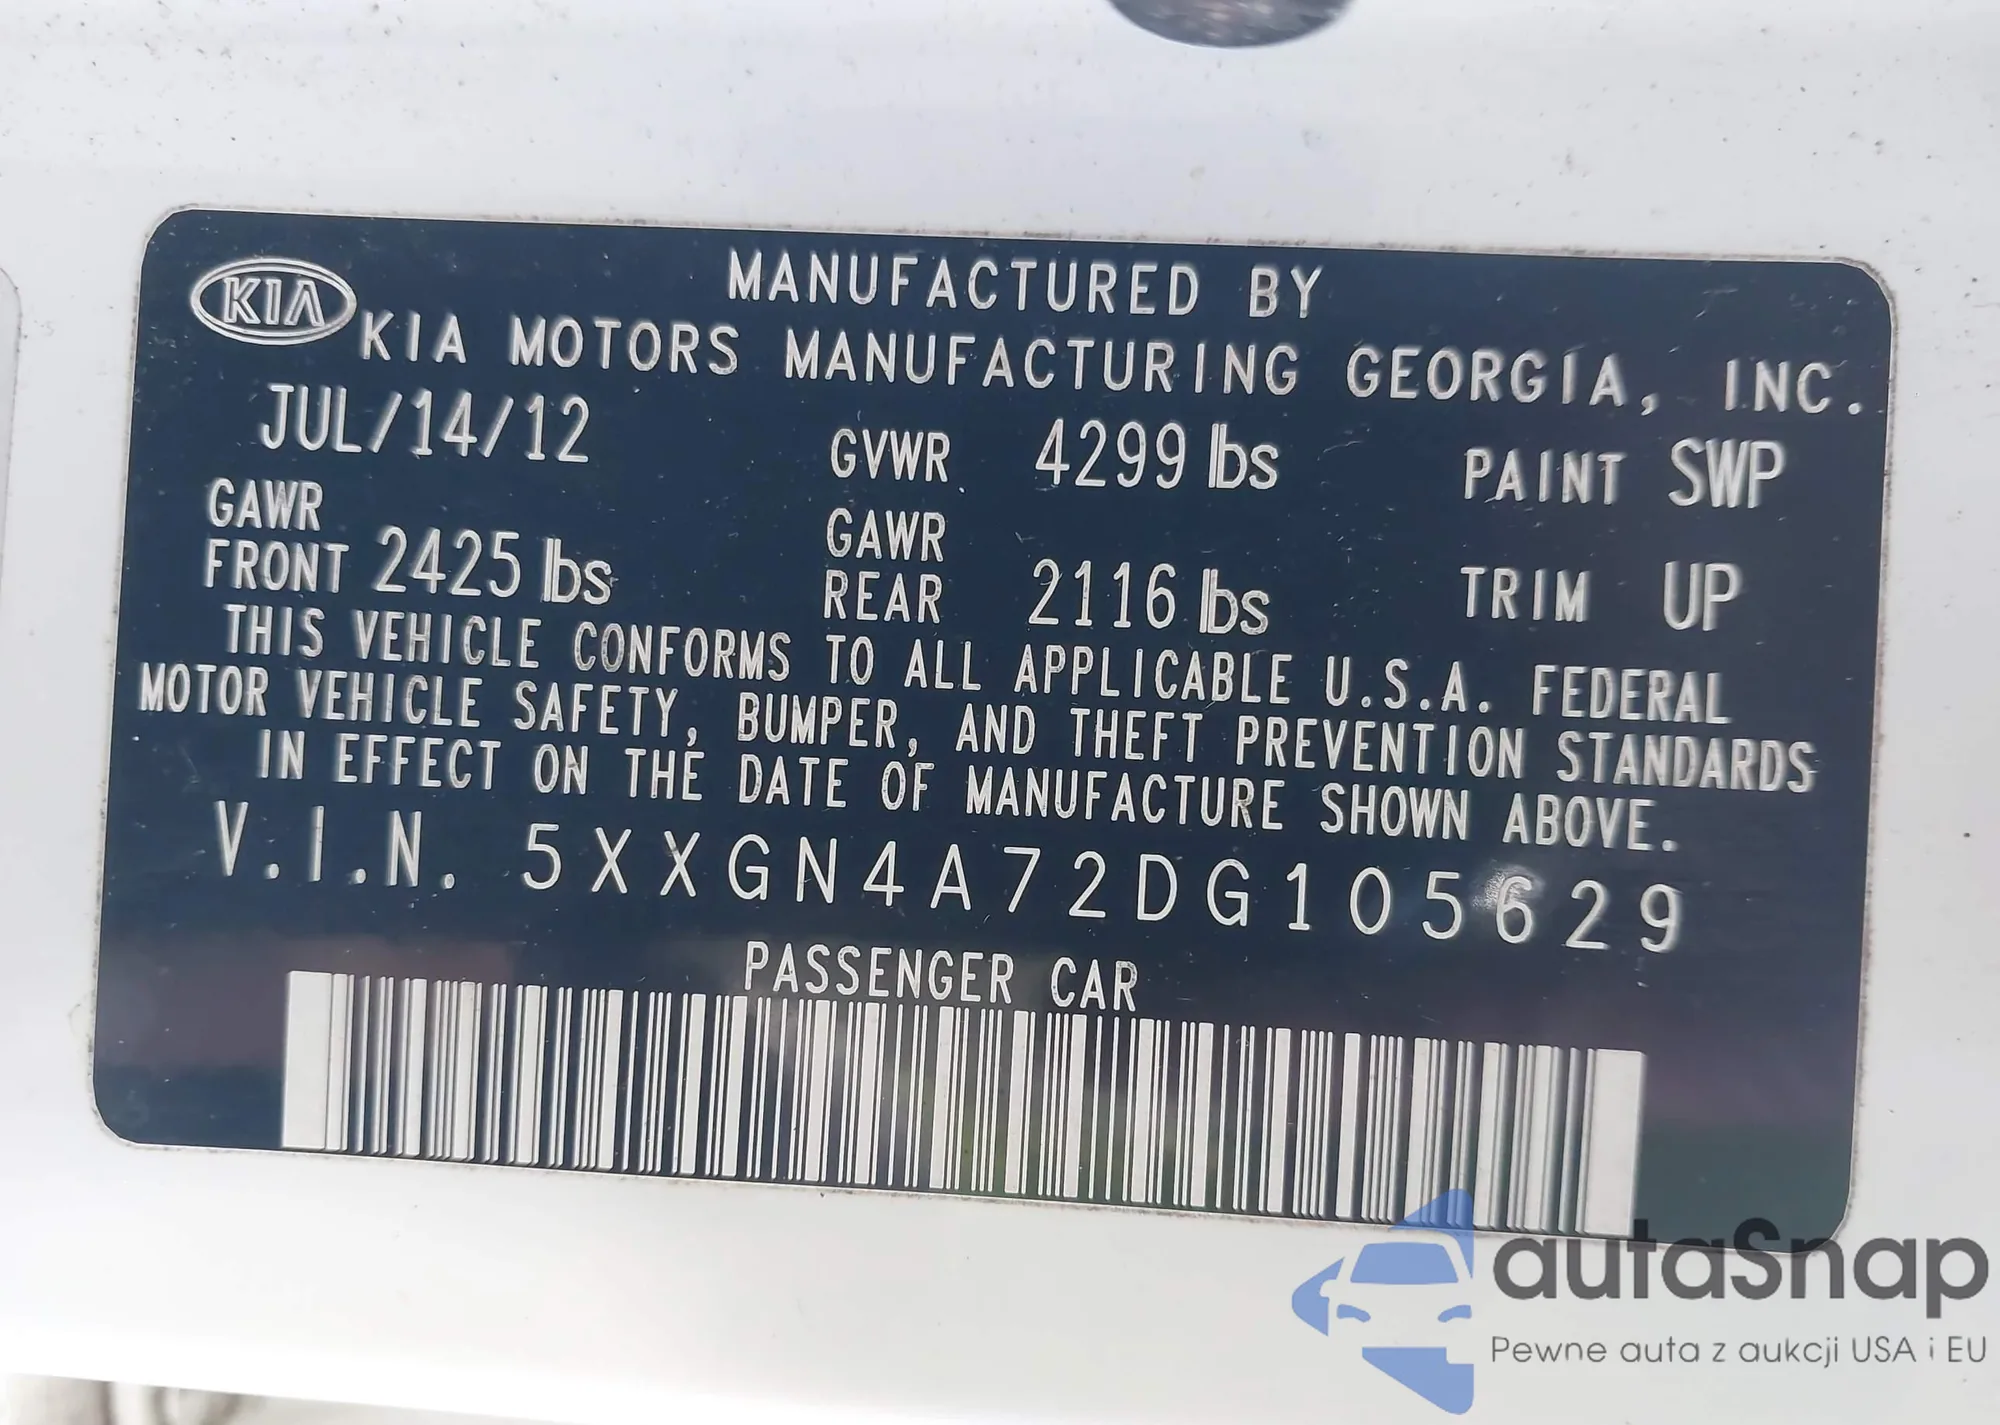 MANUFACTURED BY
KIA KIA MOTORS MANUFACTURING GEORGIA, INC.
JUL/14/12 GVWR 4299 lbs PAINT SWP
GAWR FRONT 2425 lbs GAWR REAR 2116 lbs TRIM UP
THIS VEHICLE CONFORMS TO ALL APPLICABLE U.S.A. FEDERAL
MOTOR VEHICLE SAFETY, BUMPER, AND THEFT PREVENTION STANDARDS
IN EFFECT ON THE DATE OF MANUFACTURE SHOWN ABOVE.
V.I.N. 5XXGN4A72DG105629
PASSENGER CAR
autaSnap
Pewne auta z aukcji USA i EU